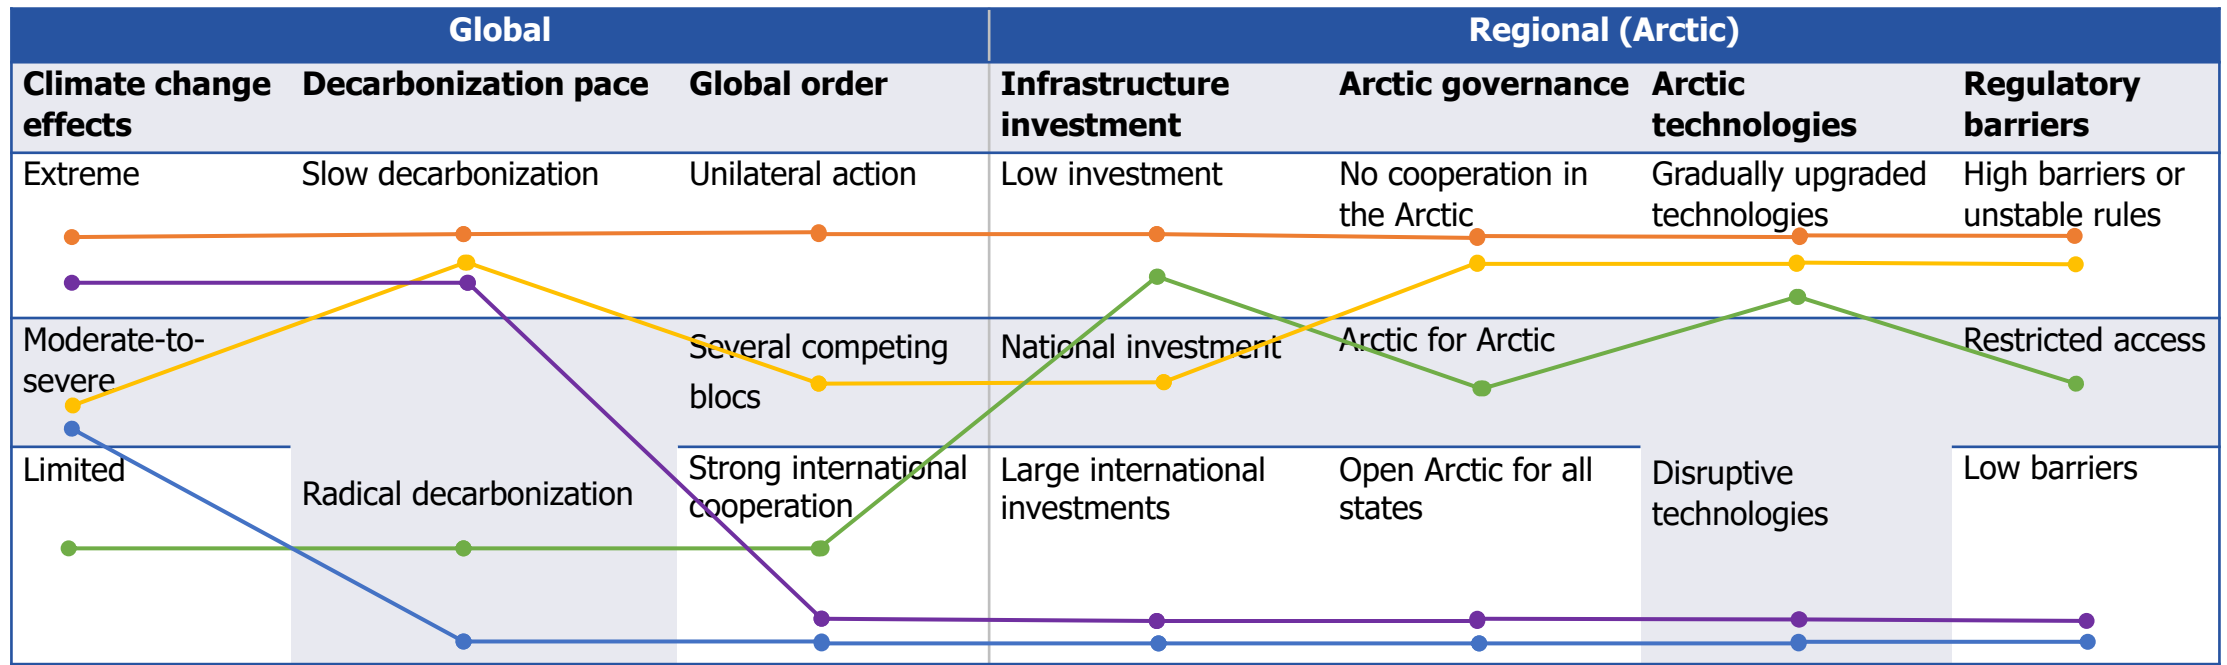 Global
Regional (Arctic)
Climate change
effects
Decarbonization pace
Global order
Infrastructure
investment
Arctic governance
Arctic
technologies
Regulatory
barriers
Extreme
Slow decarbonization
Unilateral action
Low investment
No cooperation in
the Arctic
Gradually upgraded
technologies
High barriers or
unstable rules
Moderate-to-
severe
Several competing
blocs
National investment
Arctic for Arctic
Restricted access
Limited
Radical decarbonization
Strong international
cooperation
Large international
investments
Open Arctic for all
states
Disruptive
technologies
Low barriers